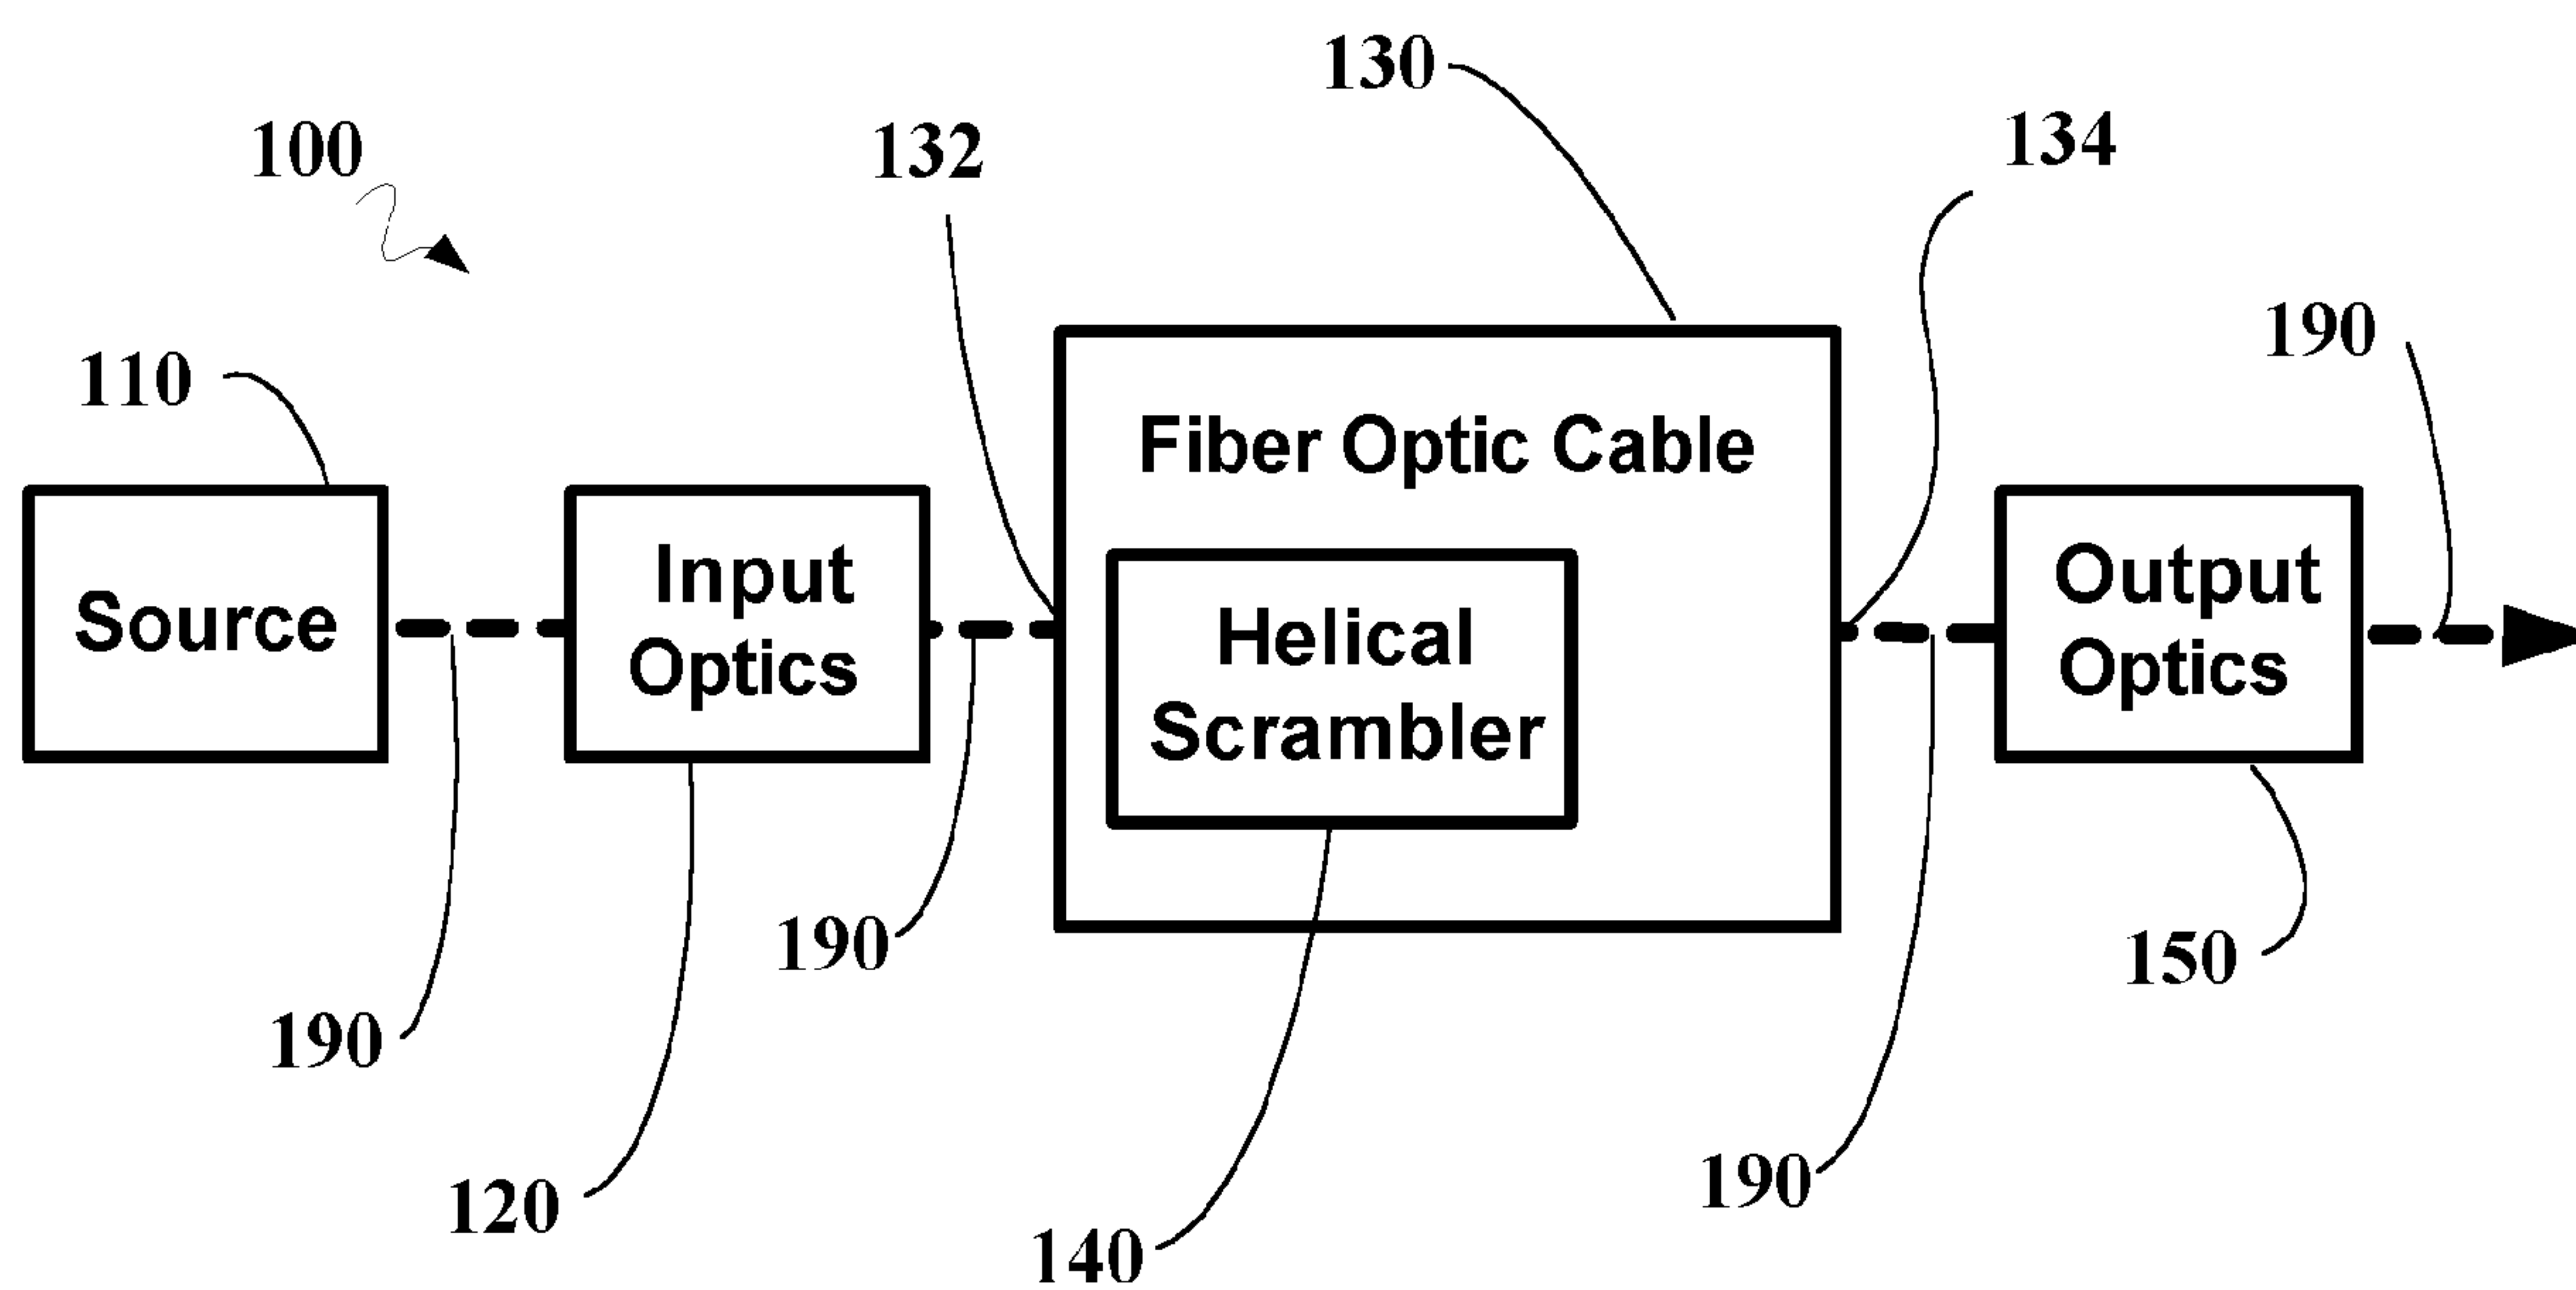 130
100
132
134
190
110
Fiber Optic Cable
Source
Input
Optics
Helical
Scrambler
Output
Optics
190
150
190
120
190
140